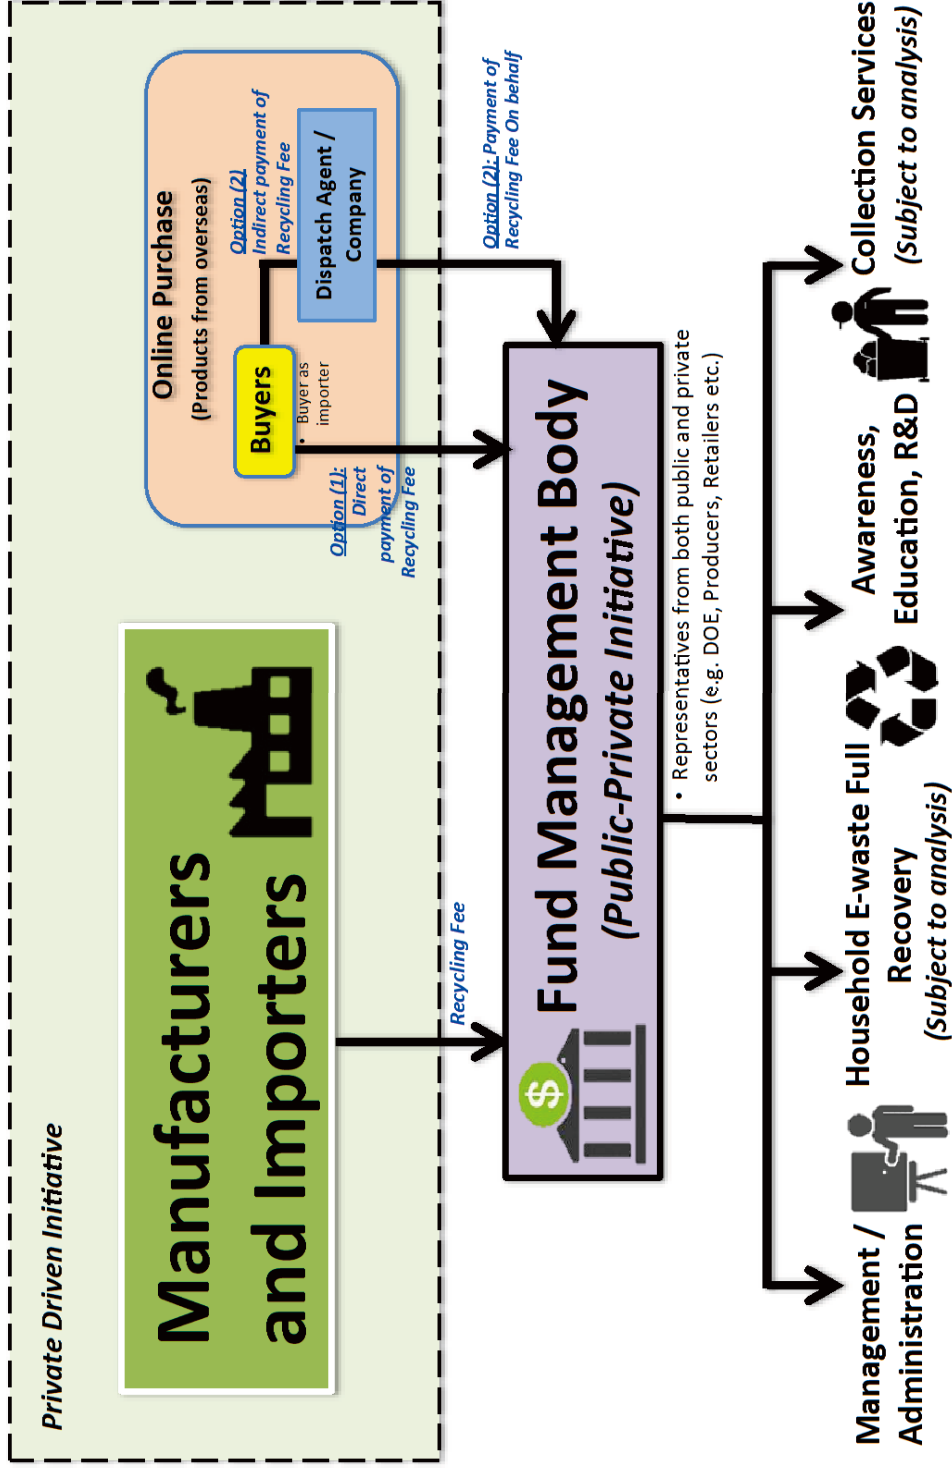 Private Driven Initiative
Manufacturers
and Importers
Online Purchase
(Products from overseas)
Buyers
• Buyer as
importer
Option (2)
Indirect payment of
Recycling Fee
Dispatch Agent /
Company
Option (1):
Direct
payment of
Recycling Fee
Recycling Fee
Option (2): Payment of
Recycling Fee On behalf
$
Fund Management Body
(Public-Private Initiative)
• Representatives from both public and private
sectors (e.g. DOE, Producers, Retailers etc.)
Management /
Administration
Household E-waste Full
Recovery
(Subject to analysis)
Awareness,
Education, R&D
Collection Services
(Subject to analysis)